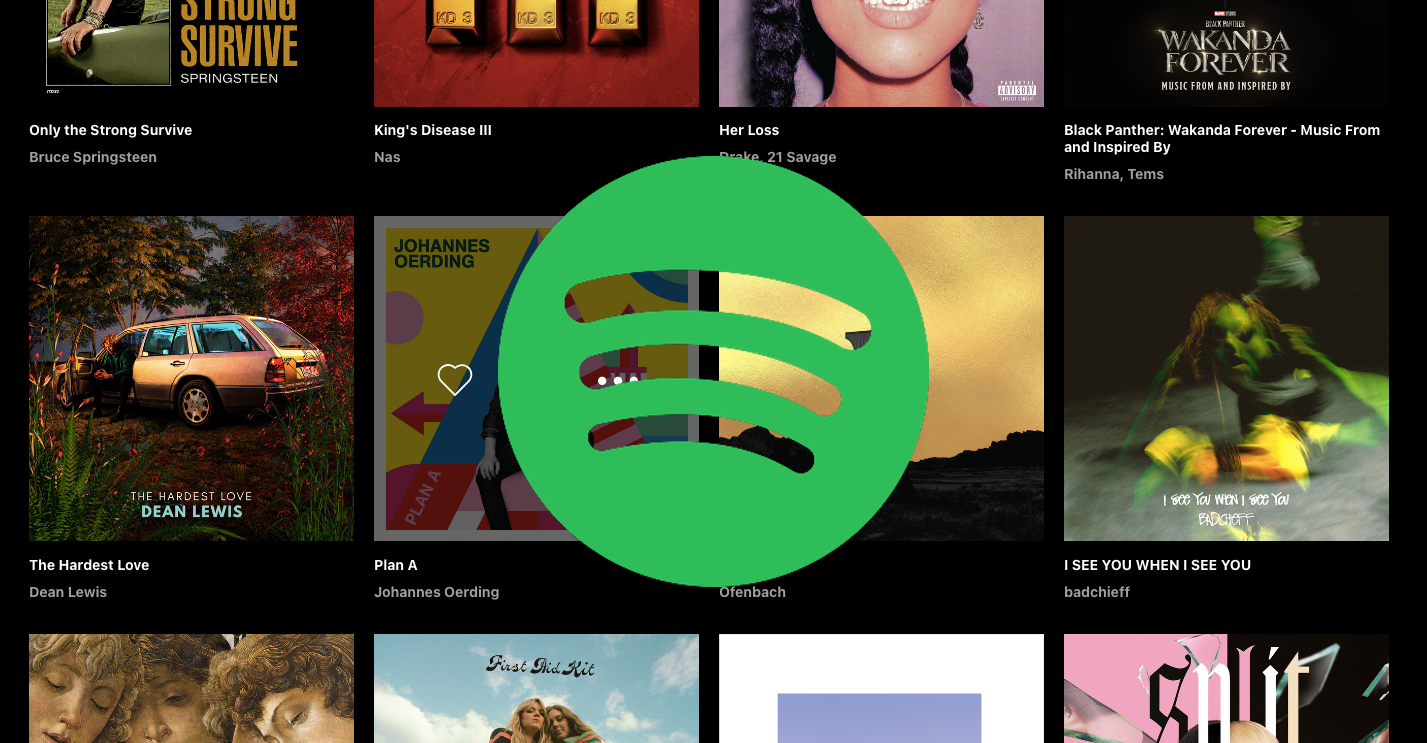 STRONG
SURVIVE
SPRINGSTEEN
KD 3
KD 3
KD 3
PARENTAL
ADVISORY
EXPLICIT CONTENT
MARVEL STUDIOS
BLACK PANTHER
WAKANDA
FOREVER
MUSIC FROM AND INSPIRED BY
Only the Strong Survive
Bruce Springsteen
King's Disease III
Nas
Her Loss
Drake, 21 Savage
Black Panther: Wakanda Forever - Music From
and Inspired By
Rihanna, Tems
THE HARDEST LOVE
DEAN LEWIS
JOHANNES
OERDING
PLAN A
I SEE YOU WHEN I SEE YOU
BADCHIEFF
The Hardest Love
Dean Lewis
Plan A
Johannes Oerding
Ofenbach
I SEE YOU WHEN I SEE YOU
badchieff
First Aid Kit